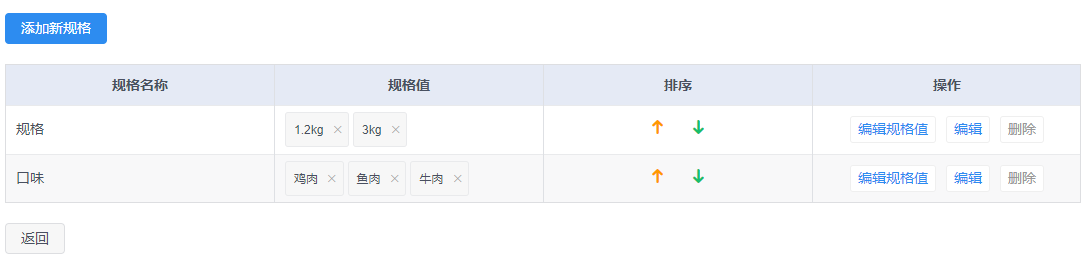 添加新规格
规格名称 规格值 排序 操作
规格 1.2kg × 3kg × ↑ ↓ 编辑规格值 编辑 删除
口味 鸡肉 × 鱼肉 × 牛肉 × ↑ ↓ 编辑规格值 编辑 删除
返回